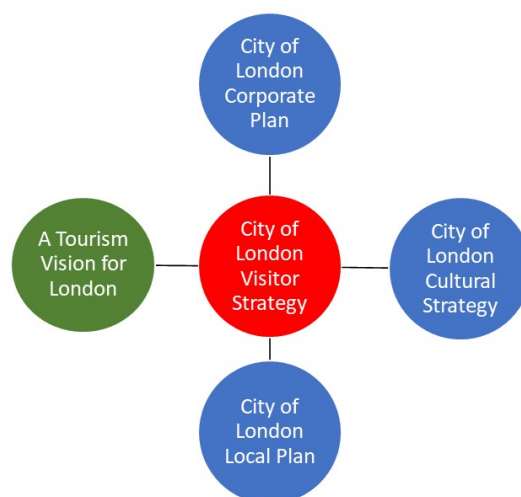 City of
London
Corporate
Plan
A Tourism
Vision for
London
City of
London
Visitor
Strategy
City of
London
Cultural
Strategy
City of
London
Local Plan